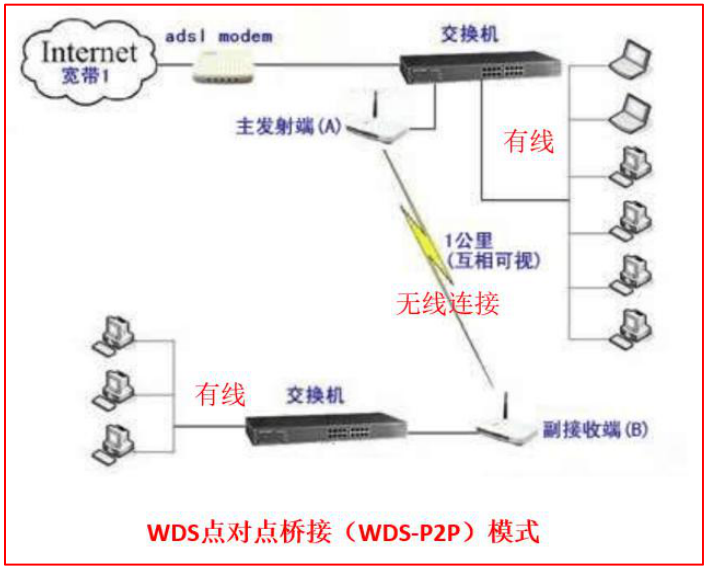 Internet
宽带1
adsl modem
交换机
主发射端(A)
有线
1公里
(互相可视)
无线连接
有线
交换机
副接收端(B)
WDS点对点桥接（WDS-P2P）模式